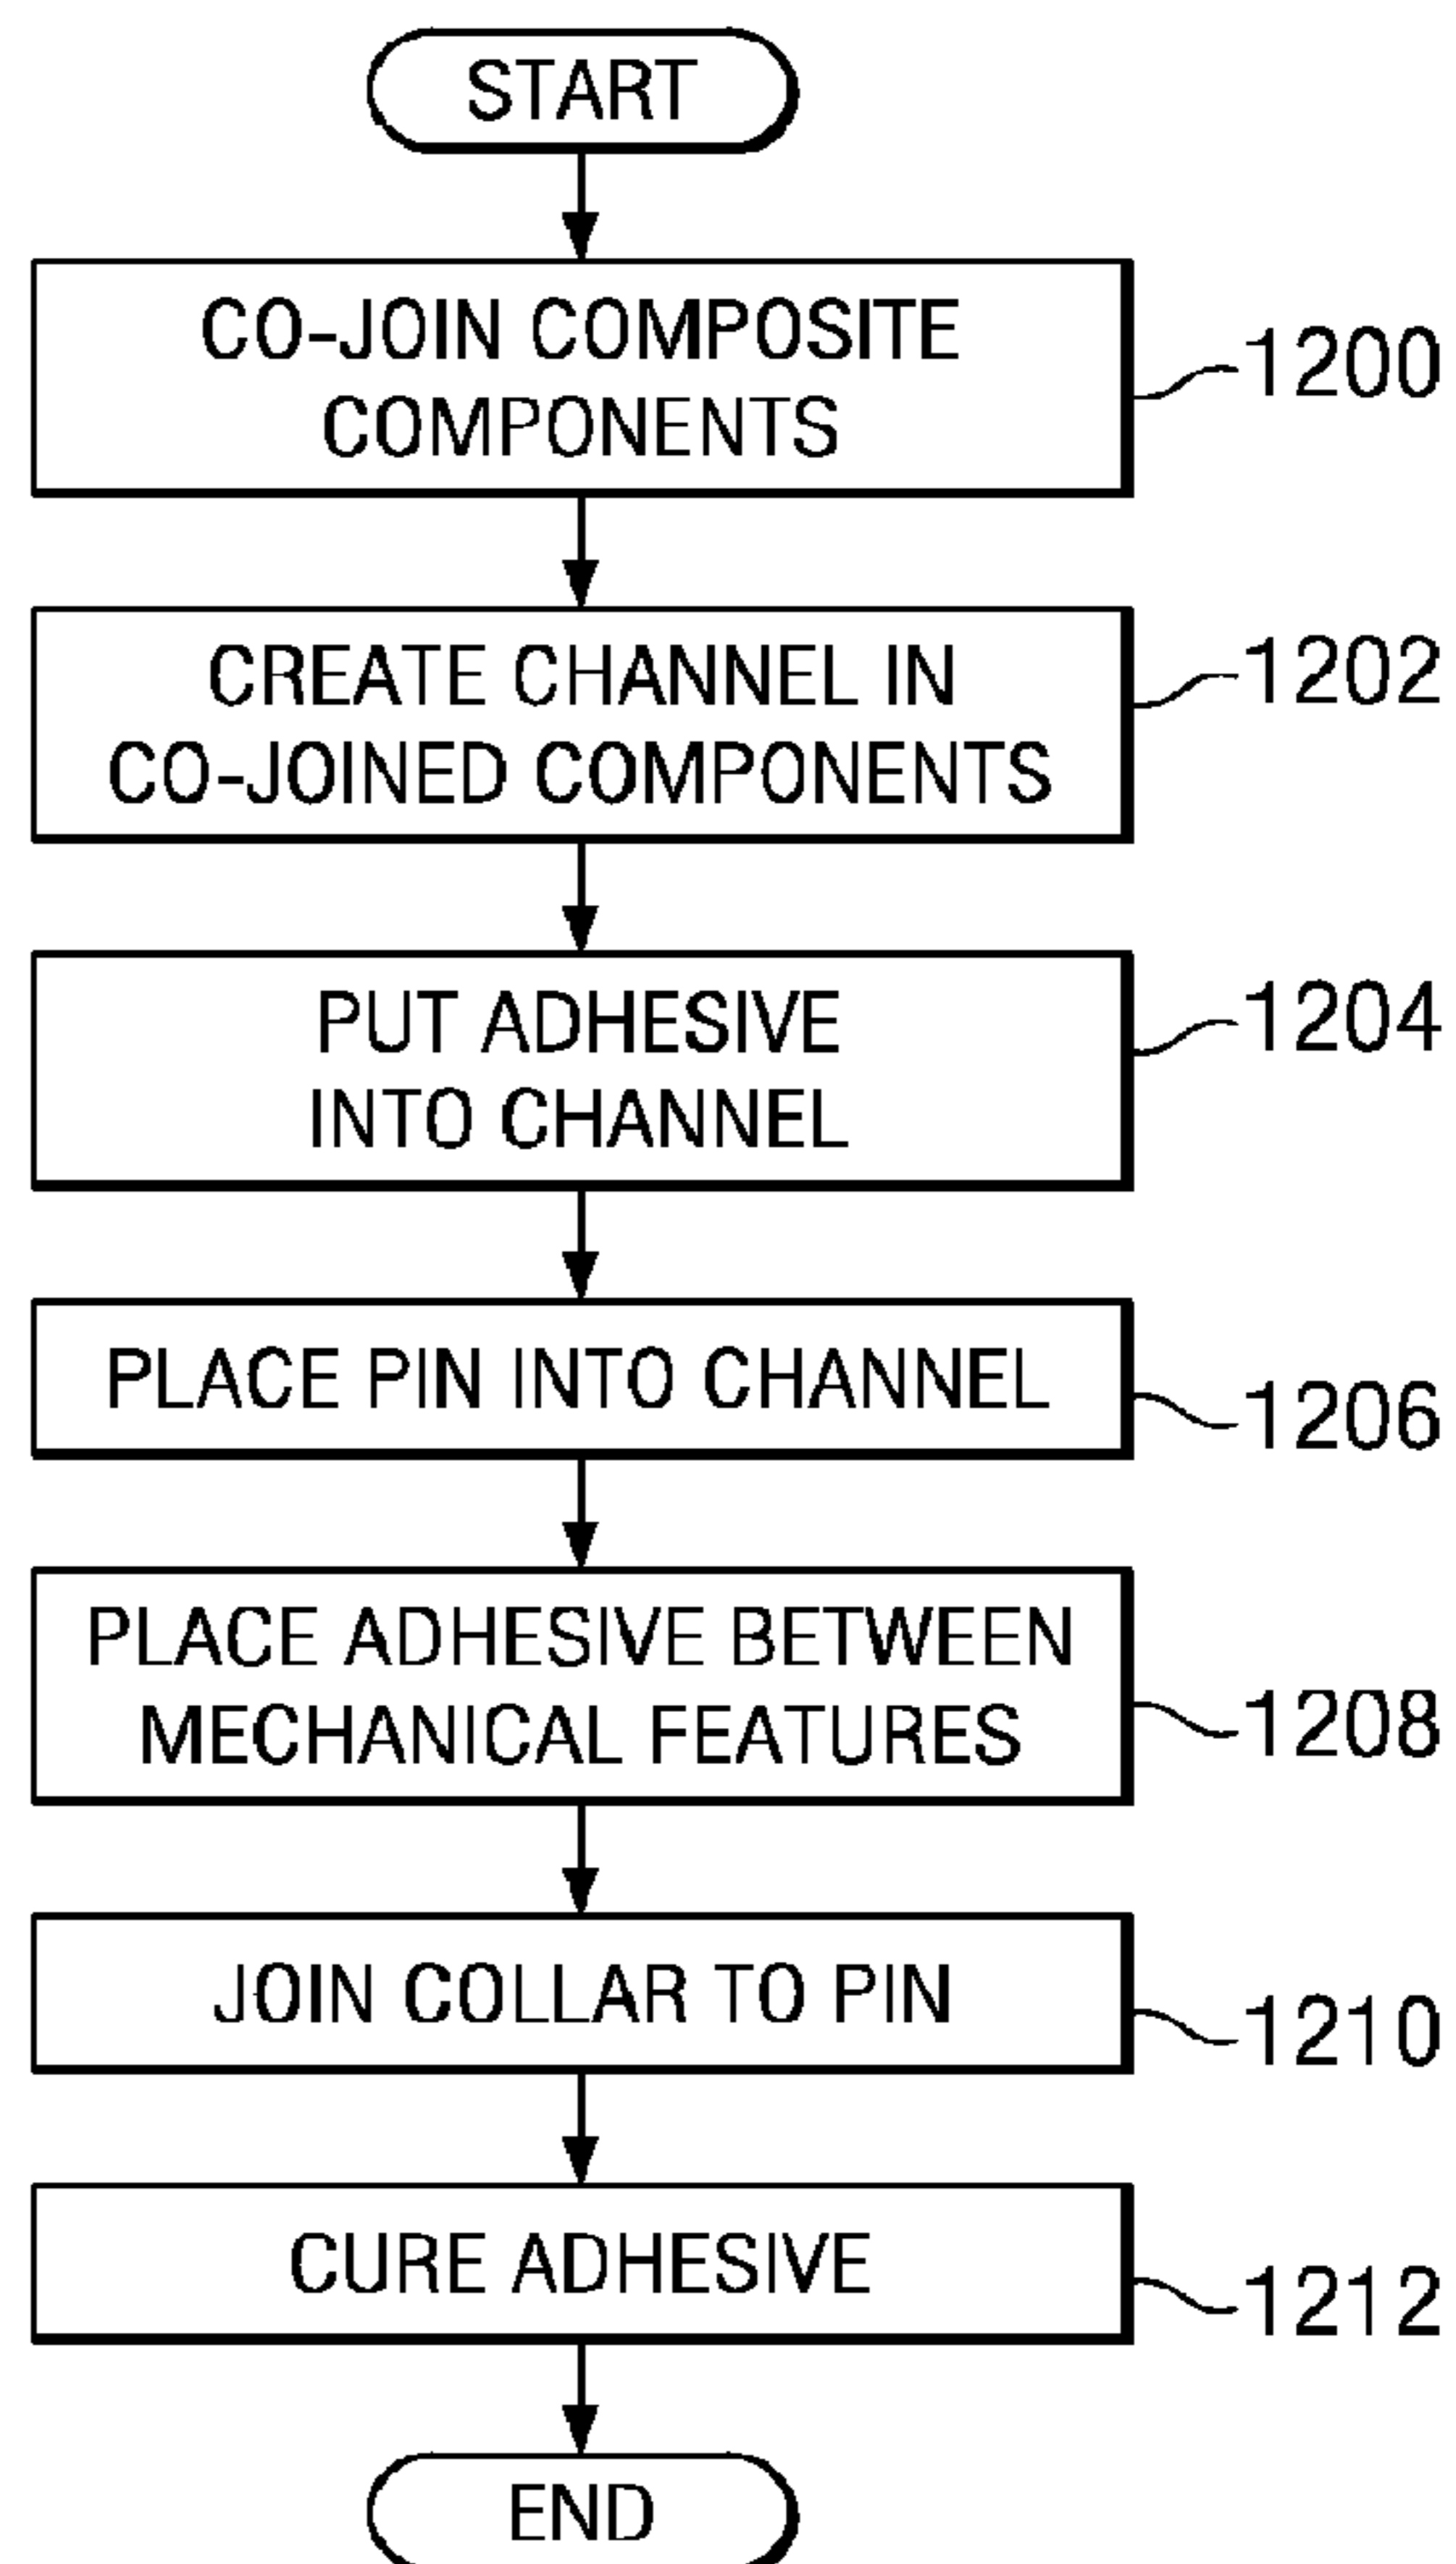 START
CO-JOIN COMPOSITE
COMPONENTS
1200
CREATE CHANNEL IN
CO-JOINED COMPONENTS
1202
PUT ADHESIVE
INTO CHANNEL
1204
PLACE PIN INTO CHANNEL
1206
PLACE ADHESIVE BETWEEN
MECHANICAL FEATURES
1208
JOIN COLLAR TO PIN
1210
CURE ADHESIVE
1212
END